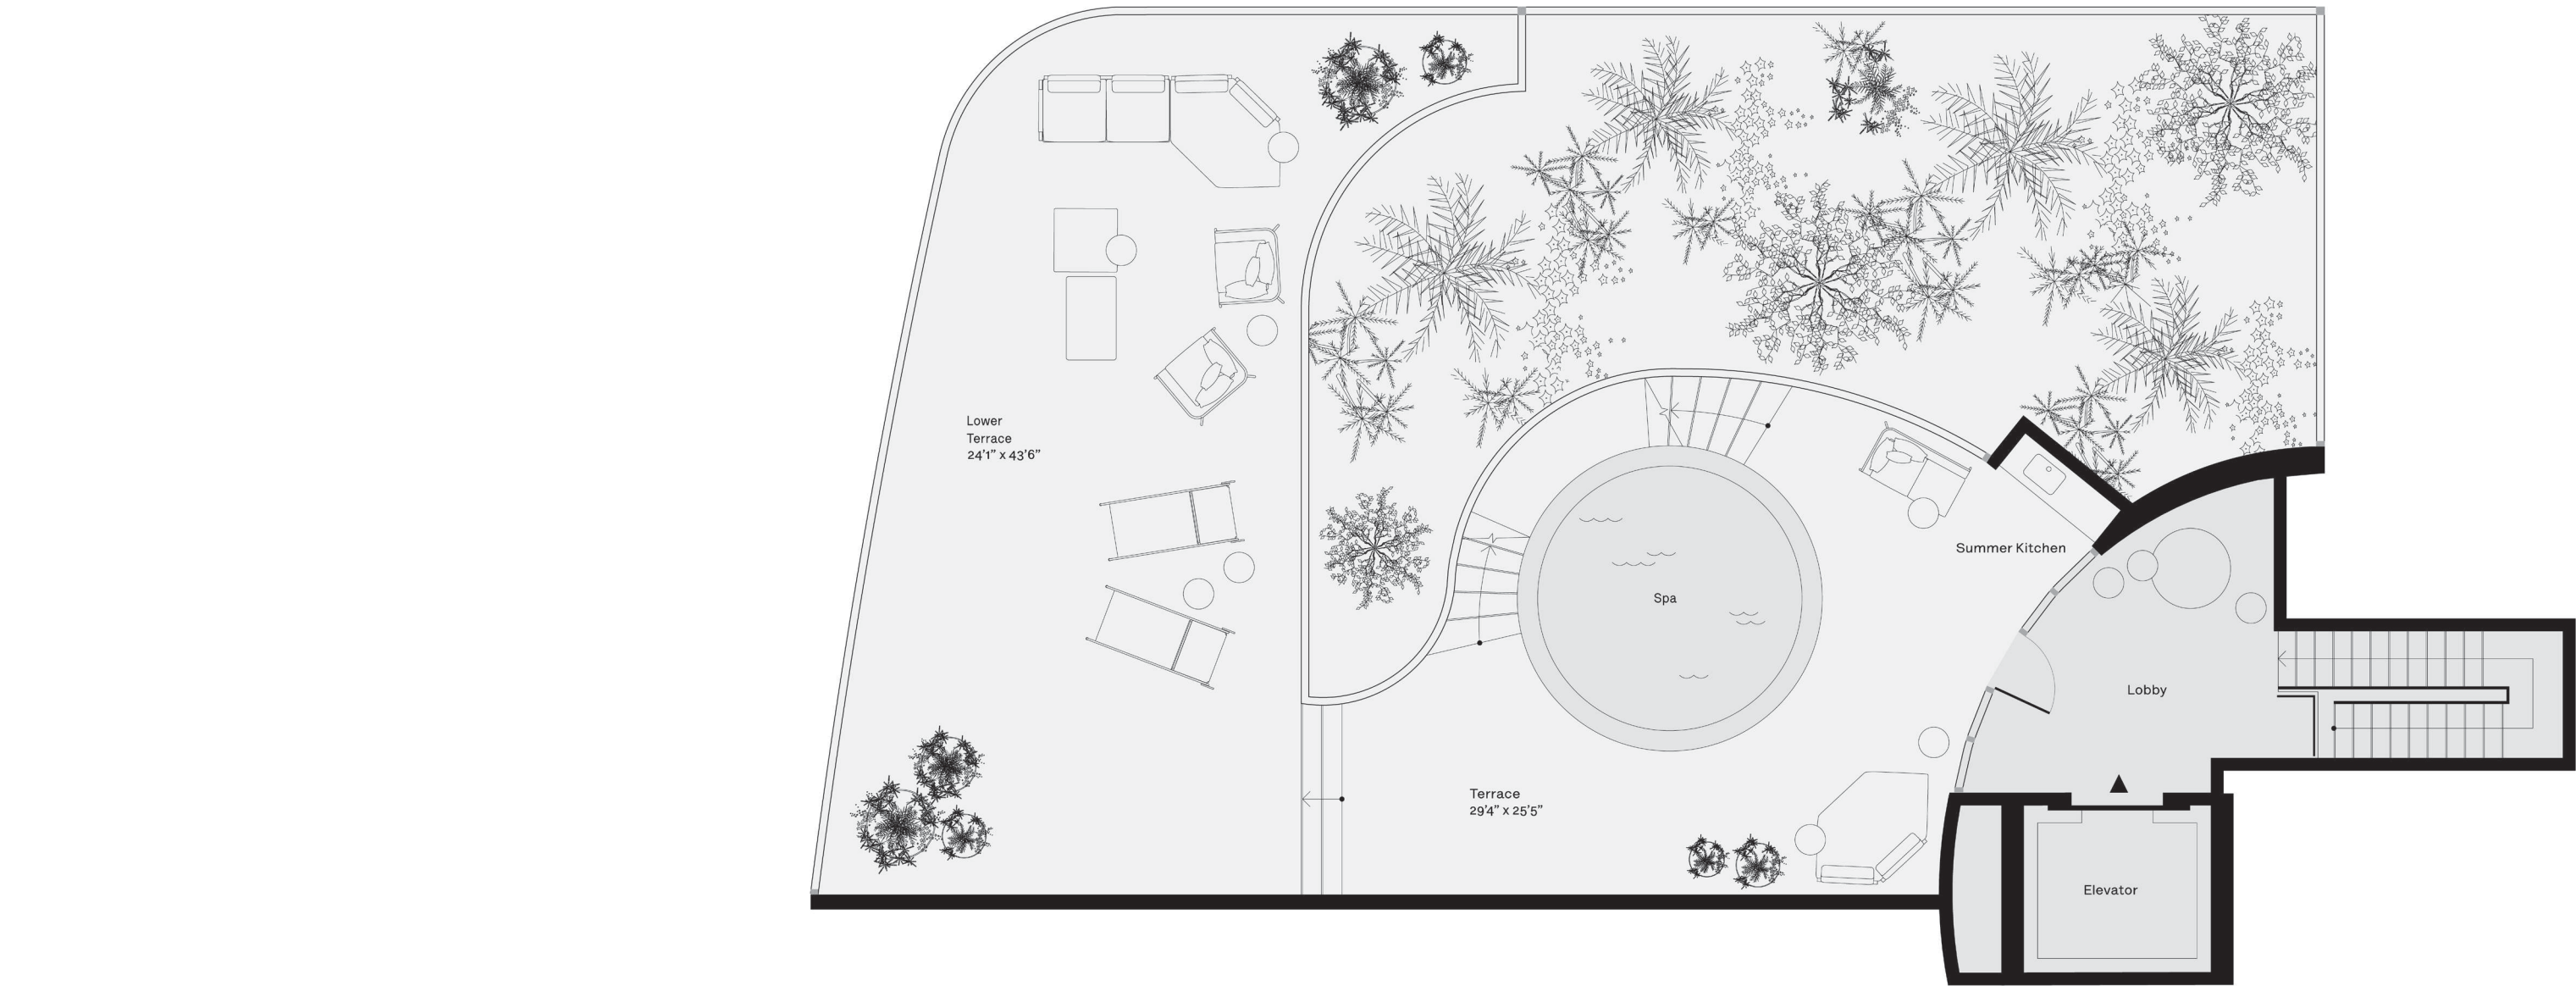 Lower
Terrace
24'1" x 43'6"
Summer Kitchen
Spa
Lobby
Terrace
29'4" x 25'5"
Elevator